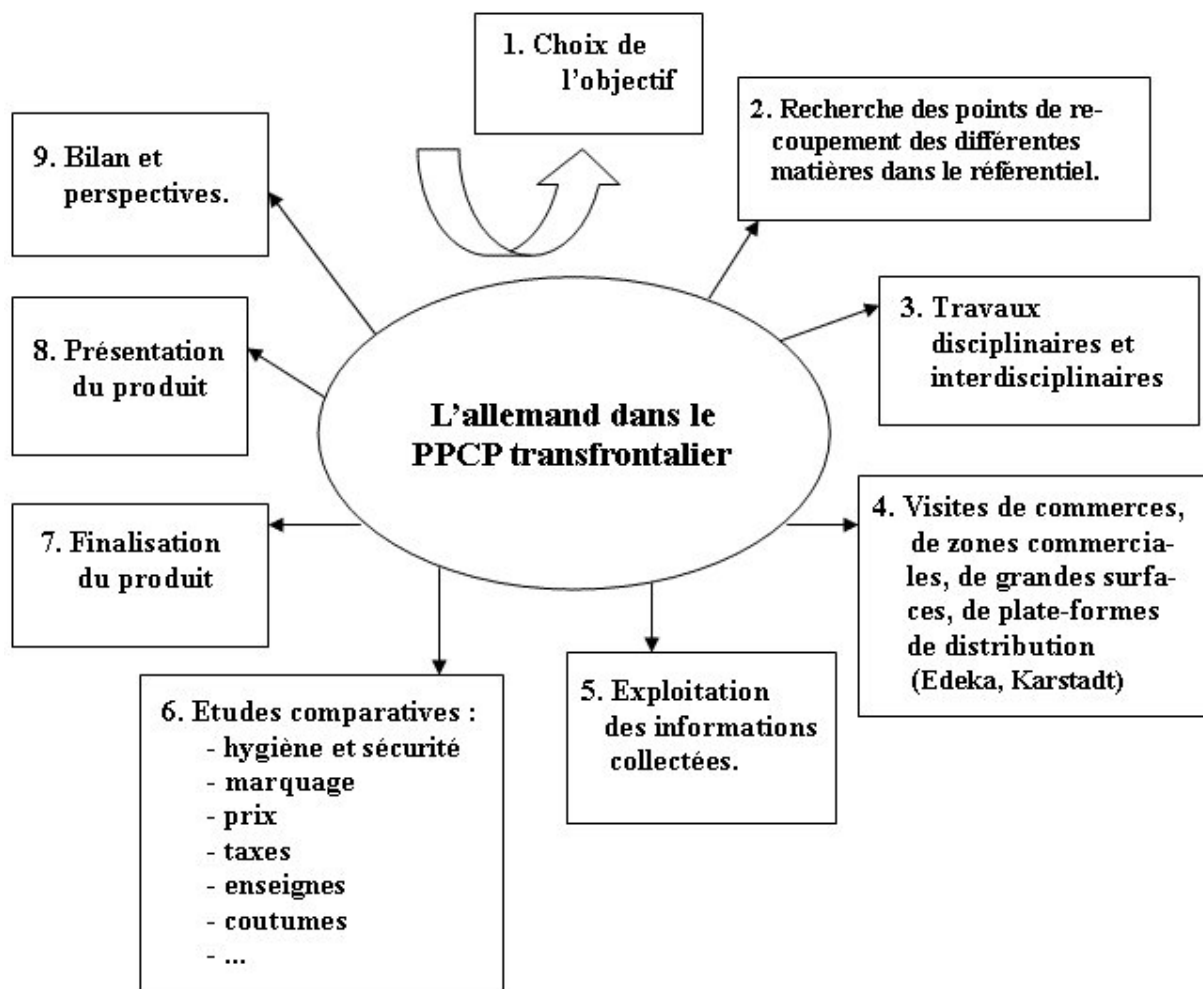 1. Choix de
l'objectif
2. Recherche des points de re-
coupement des différentes
matières dans le référentiel.
3. Travaux
disciplinaires et
interdisciplinaires
4. Visites de commerces,
de zones commercia-
les, de grandes surfa-
ces, de plate-formes
de distribution
(Edeka, Karstadt)
5. Exploitation
des informations
collectées.
6. Etudes comparatives :
- hygiène et sécurité
- marquage
- prix
- taxes
- enseignes
- coutumes
- ...
7. Finalisation
du produit
8. Présentation
du produit
9. Bilan et
perspectives.
L'allemand dans le
PPCP transfrontalier